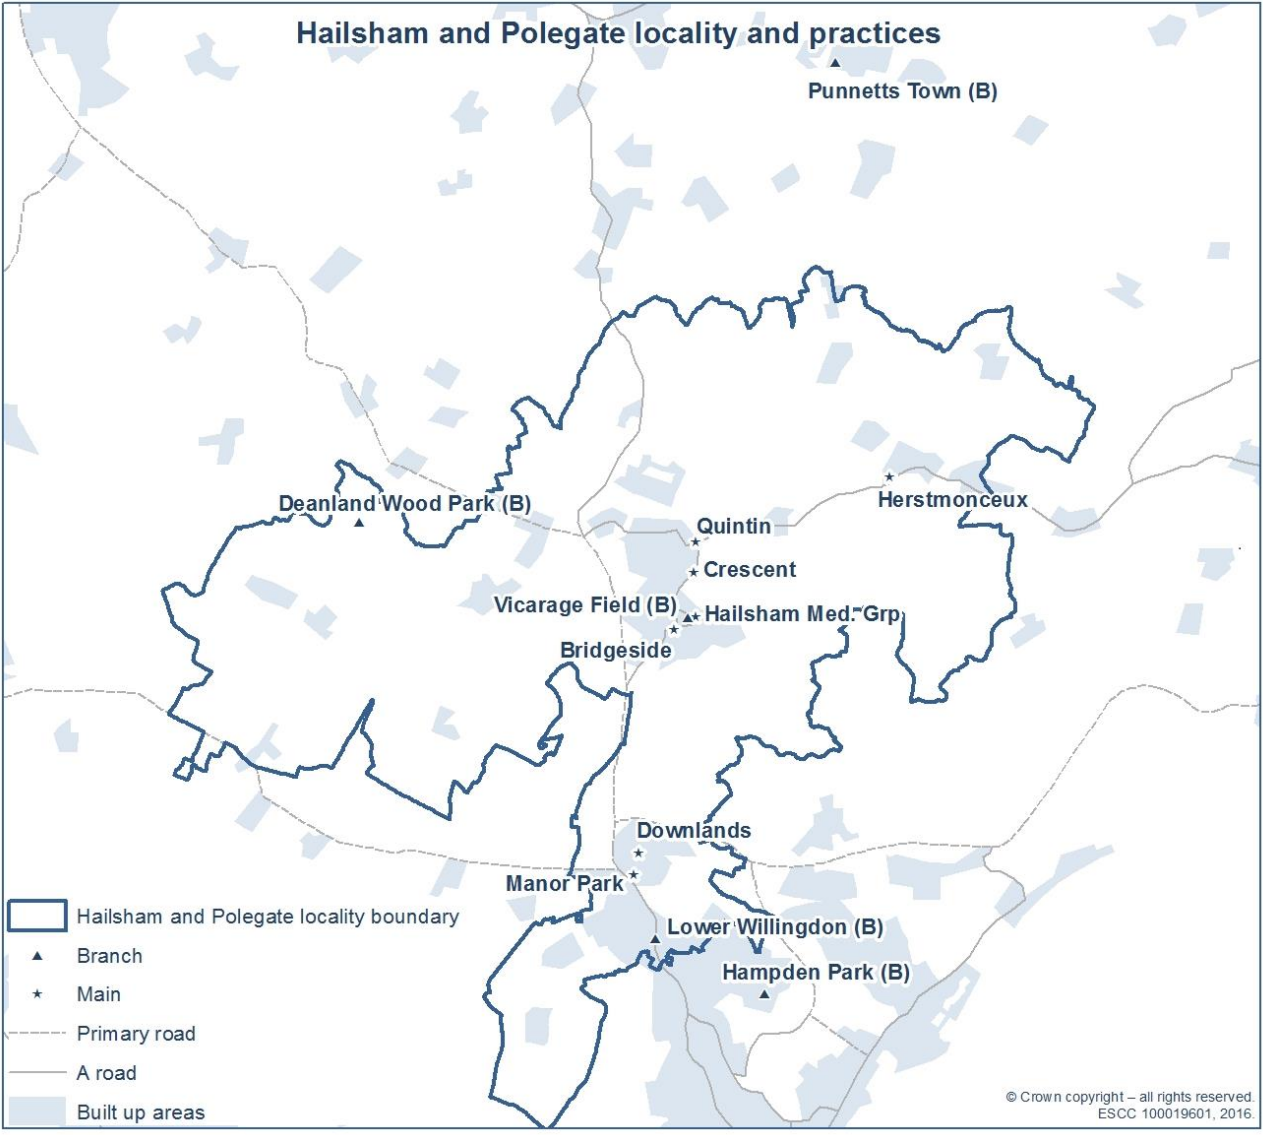 Hailsham and Polegate locality and practices
Punnetts Town (B)
Deanland Wood Park (B)
Herstmonceux
Quintin
Crescent
Vicarage Field (B)
Hailsham Med. Grp
Bridgeside
Downlands
Manor Park
Lower Willingdon (B)
Hampden Park (B)
Hailsham and Polegate locality boundary
Branch
Main
Primary road
A road
Built up areas
© Crown copyright – all rights reserved.
ESCC 100019601, 2016.